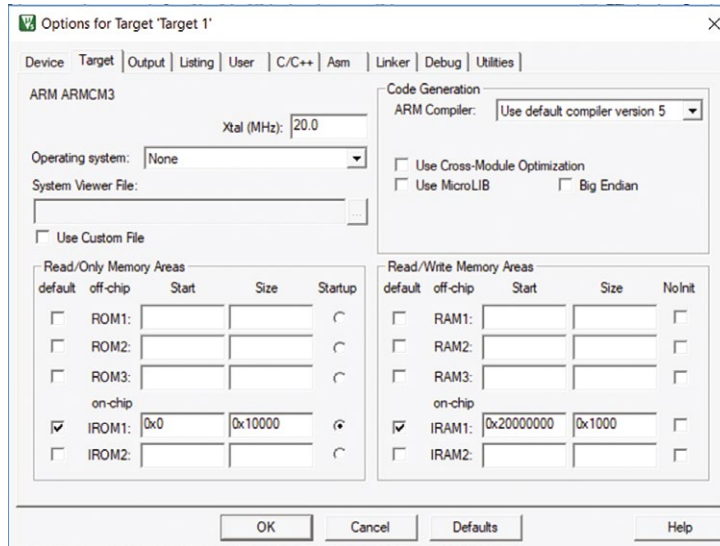 Options for Target 'Target 1'
Device Target Output Listing User C/C++ Asm Linker Debug Utilities
ARM ARMCM3
Xtal (MHz): 20.0
Operating system: None
System Viewer File:
...
Use Custom File
Code Generation
ARM Compiler: Use default compiler version 5
Use Cross-Module Optimization
Use MicroLIB Big Endian
Read/Only Memory Areas
default off-chip Start Size Startup
ROM1:
ROM2:
ROM3:
on-chip
IROM1: 0x0 0x10000
IROM2:
Read/Write Memory Areas
default off-chip Start Size NoInit
RAM1:
RAM2:
RAM3:
on-chip
IRAM1: 0x20000000 0x1000
IRAM2:
OK Cancel Defaults Help